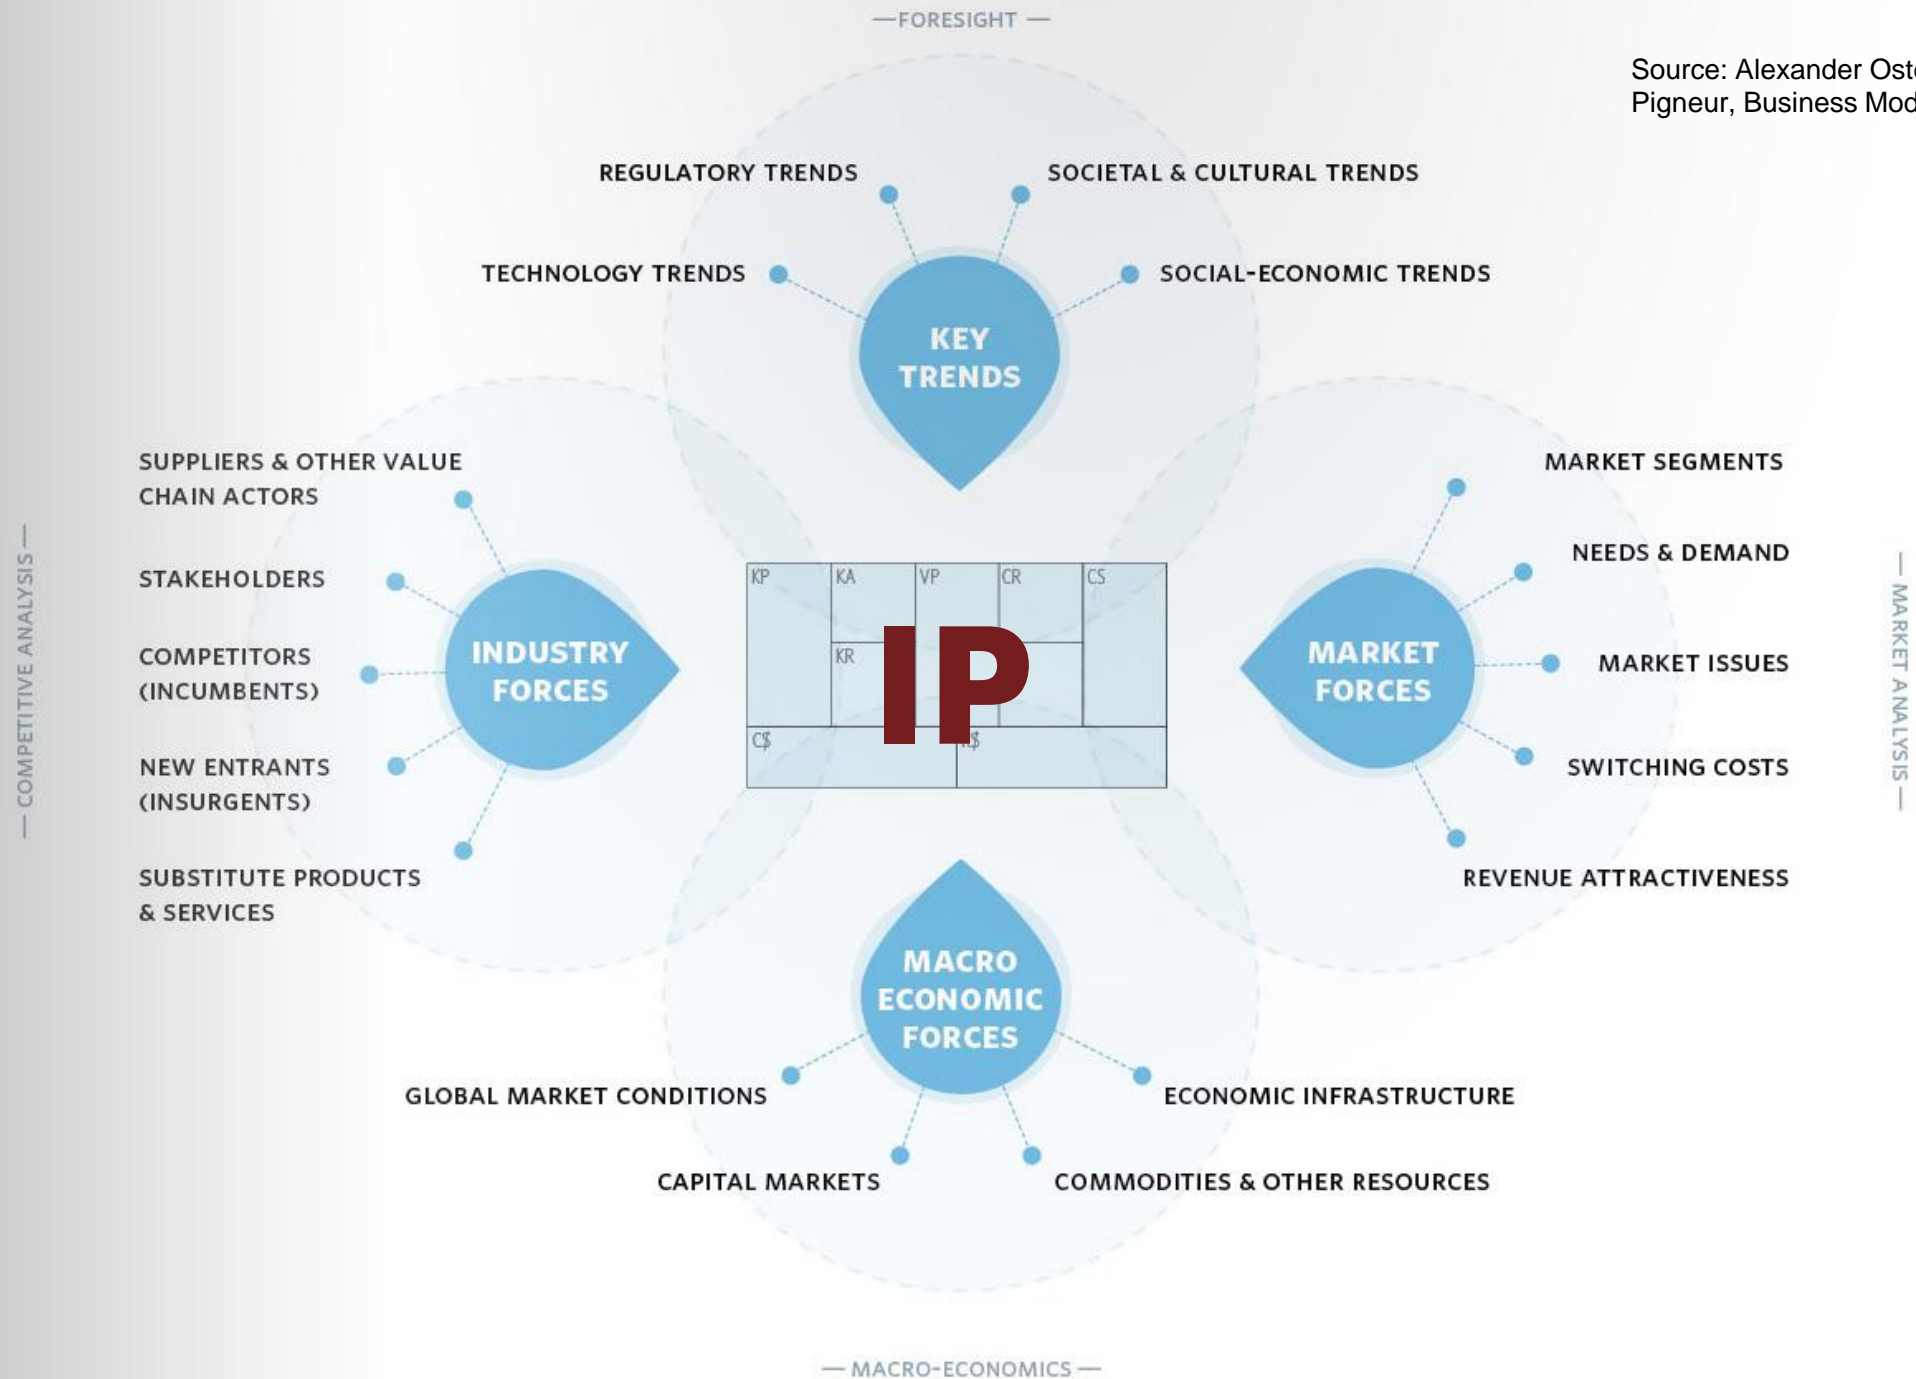 —FORESIGHT —
Source: Alexander
Pigneur, Business
REGULATORY TRENDS
SOCIETAL & CULTURAL TRENDS
TECHNOLOGY TRENDS
SOCIAL-ECONOMIC TRENDS
KEY
TRENDS
SUPPLIERS & OTHER VALUE
CHAIN ACTORS
STAKEHOLDERS
COMPETITORS
(INCUMBENTS)
NEW ENTRANTS
(INSURGENTS)
SUBSTITUTE PRODUCTS
& SERVICES
— COMPETITIVE ANALYSIS —
INDUSTRY
FORCES
KP
KA
VP
CR
CS
KR
IP
C$
MARKET
FORCES
MARKET SEGMENTS
NEEDS & DEMAND
MARKET ISSUES
SWITCHING COSTS
REVENUE ATTRACTIVENESS
— MARKET ANALYSIS —
MACRO
ECONOMIC
FORCES
GLOBAL MARKET CONDITIONS
ECONOMIC INFRASTRUCTURE
CAPITAL MARKETS
COMMODITIES & OTHER RESOURCES
— MACRO-ECONOMICS —